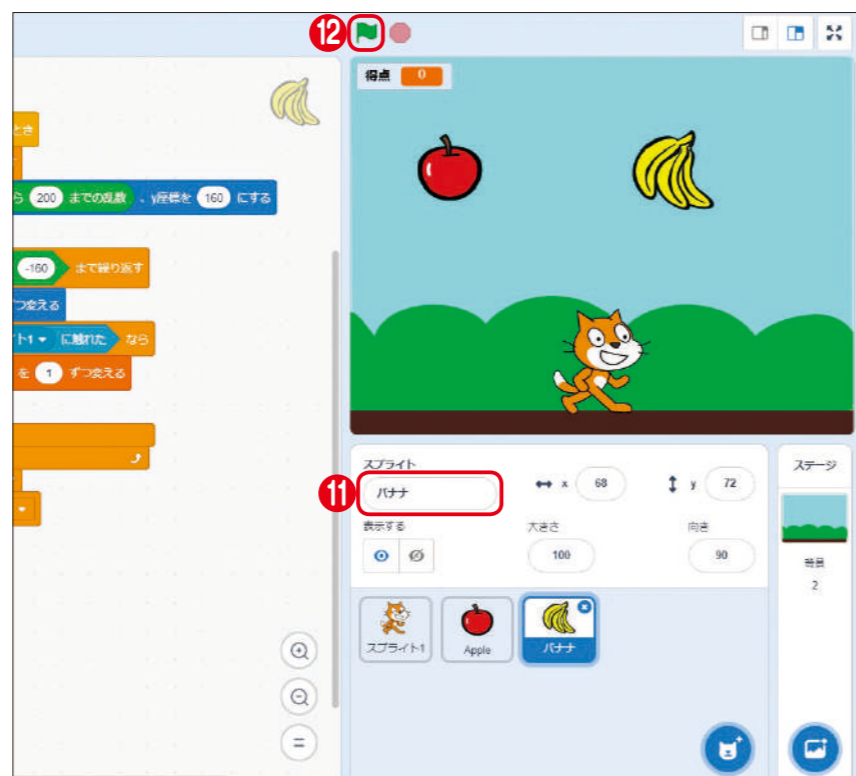 ⑫
得点 0
とき
ら 200 までの乱数 、y座標を 160 にする
-160 まで繰り返す
ずつ変える
イト1 に触れた なら
を 1 ずつ変える
スプライト
⑪ バナナ
x 68
y 72
表示する
大きさ
100
向き
90
スプライト1
Apple
バナナ
ステージ
背景
2